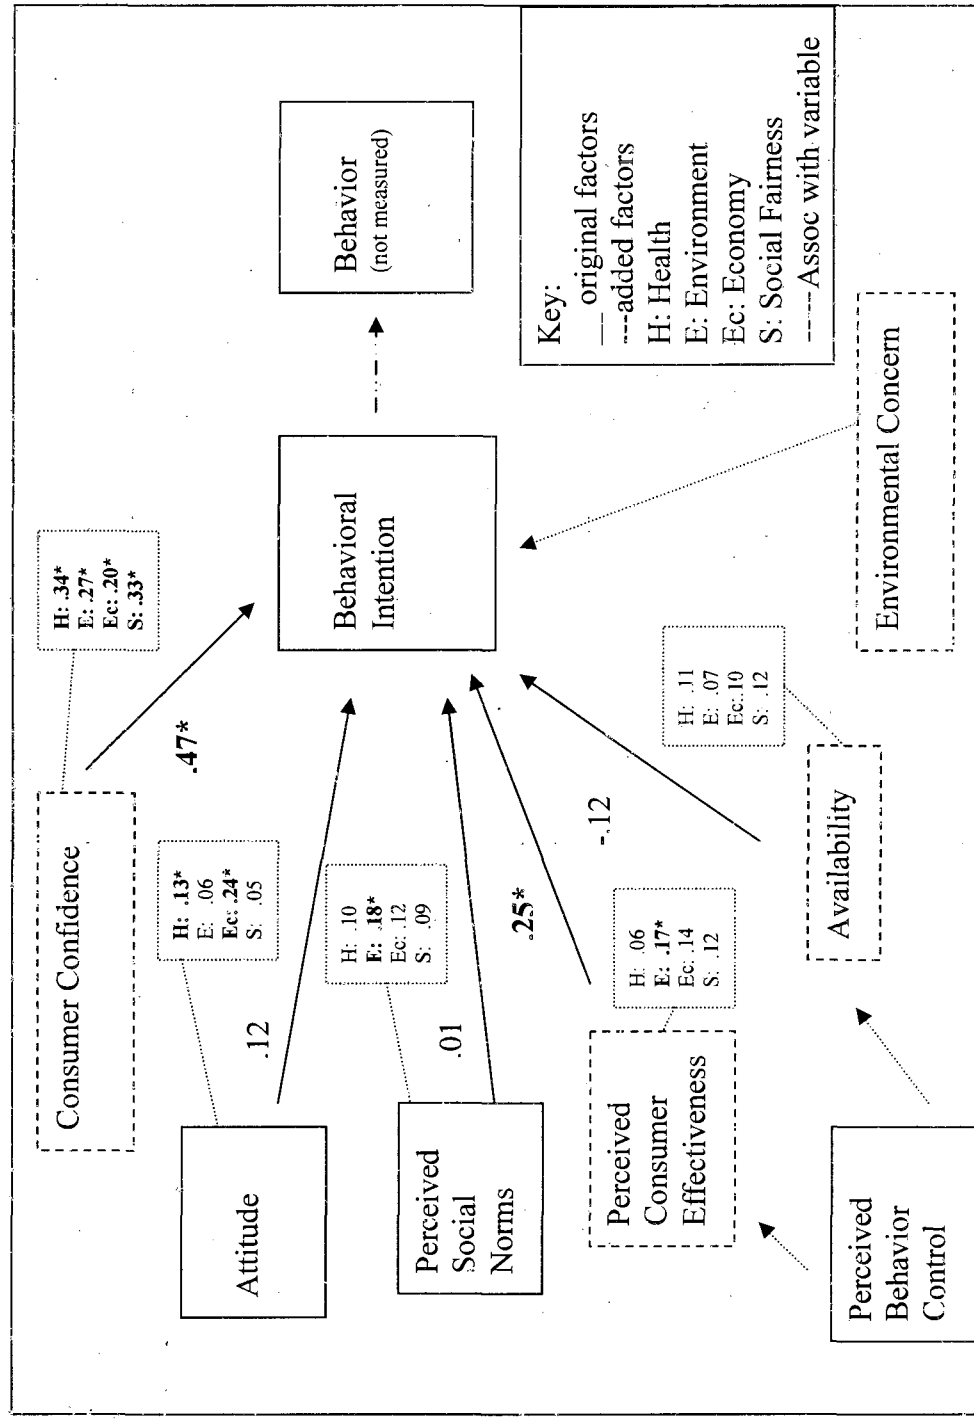 Consumer Confidence
H: .34*
E: .27*
Ec: .20*
S: .33*
.47*
Attitude
H: .13*
E: .06
Ec: .24*
S: .05
.12
Perceived
Social
Norms
H: .10
E: .18*
Ec: .12
S: .09
.01
Behavioral
Intention
Behavior
(not measured)
Perceived
Consumer
Effectiveness
H: .06
E: .17*
Ec: .14
S: .12
.25*
-.12
Perceived
Behavior
Control
Availability
H: .11
E: .07
Ec:.10
S: .12
Environmental Concern
Key:
___ original factors
----added factors
H: Health
E: Environment
Ec: Economy
S: Social Fairness
------Assoc with variable